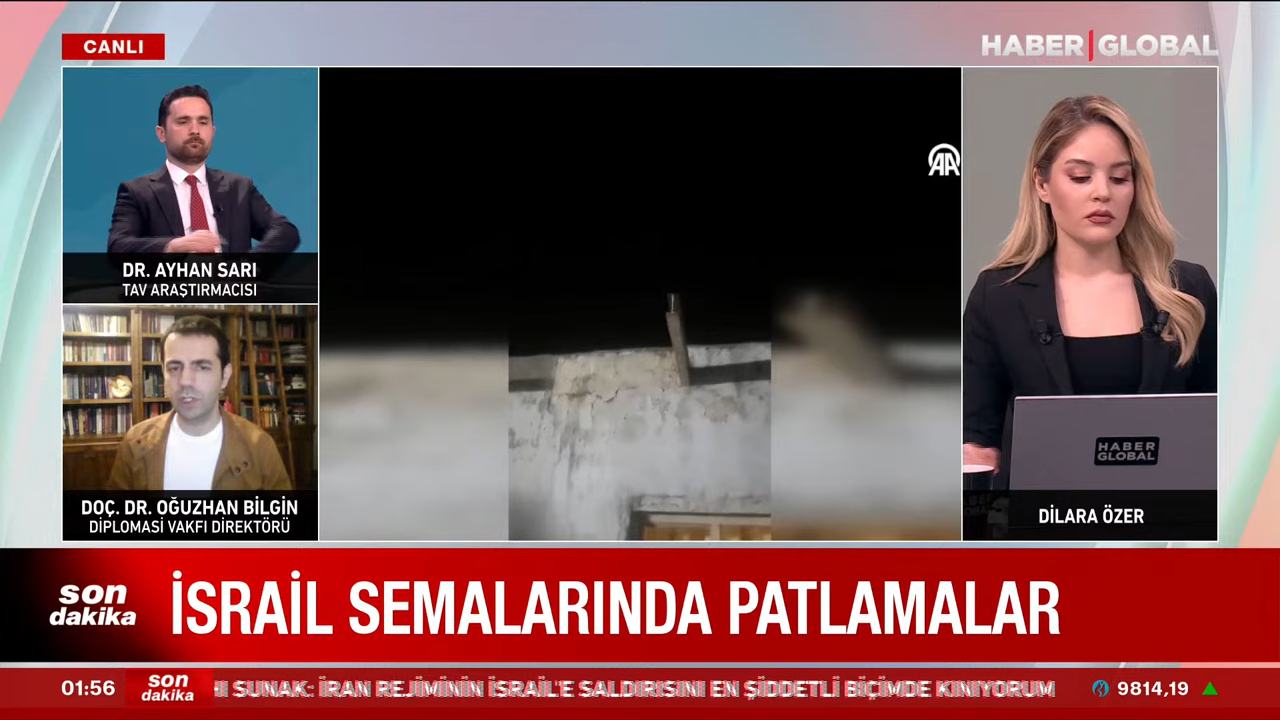 CANLI
HABER GLOBAL
AA
DR. AYHAN SARI
TAV ARAŞTIRMACISI
DOÇ. DR. OĞUZHAN BİLGİN
DİPLOMASİ VAKFI DİREKTÖRÜ
HABER
GLOBAL
DİLARA ÖZER
son
dakika
İSRAİL SEMALARINDA PATLAMALAR
01:56
son
dakika
SUNAK: İRAN REJİMİNİN İSRAİL'E SALDIRISINI EN ŞİDDETLİ BİÇİMDE KINIYORUM
9814,19